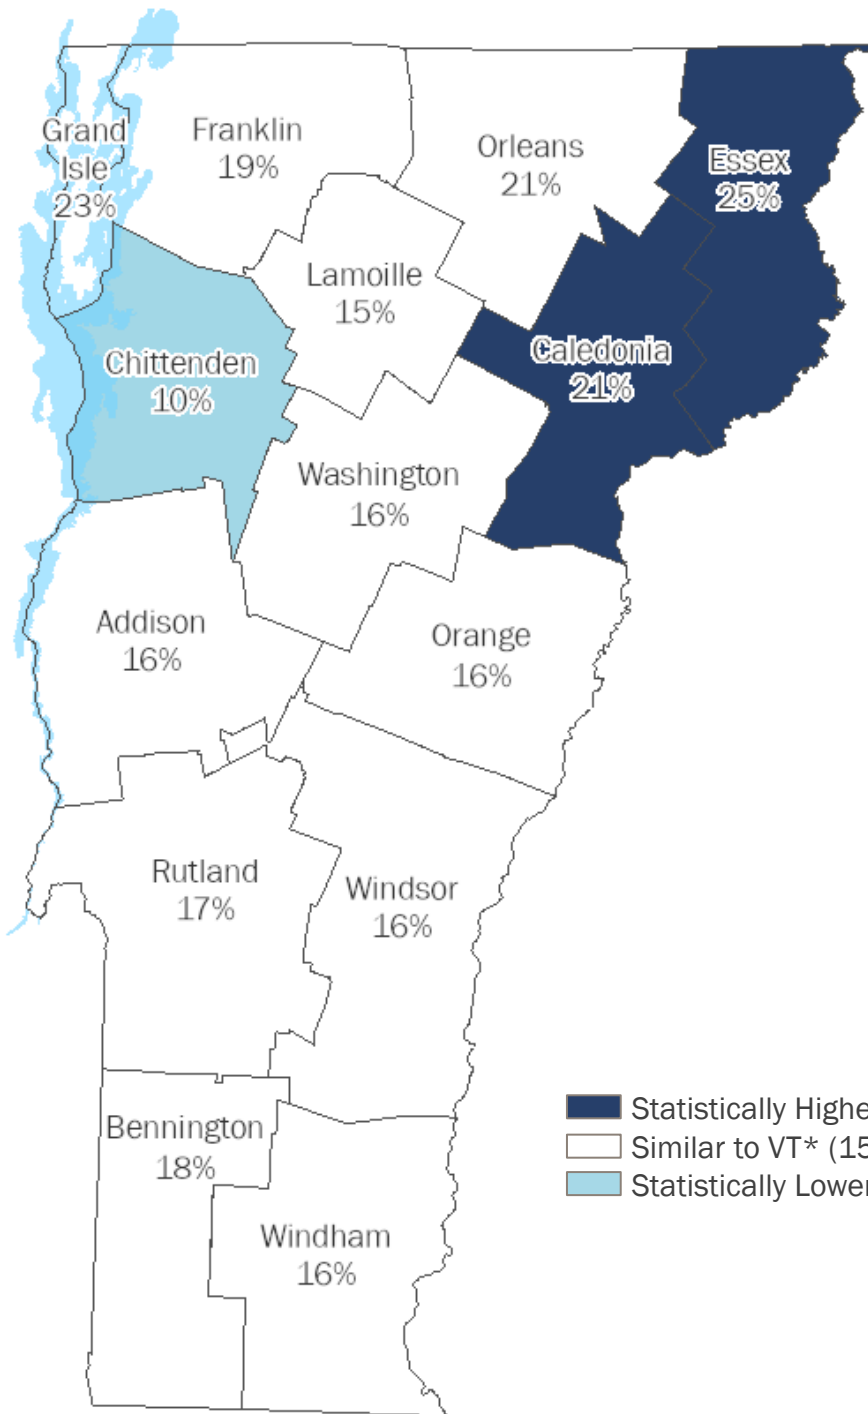 Grand
Isle
23%
Franklin
19%
Orleans
21%
Essex
25%
Lamoille
15%
Chittenden
10%
Caledonia
21%
Washington
16%
Addison
16%
Orange
16%
Rutland
17%
Windsor
16%
Statistically Highe
Similar to VT* (15
Statistically Lower
Bennington
18%
Windham
16%